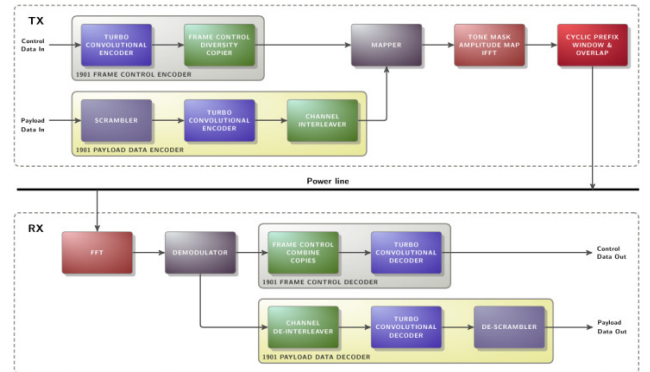 TX
Control
Data In
TURBO
CONVOLUTIONAL
ENCODER
FRAME CONTROL
DIVERSITY
COPIER
1901 FRAME CONTROL ENCODER
MAPPER
TONE MASK
AMPLITUDE MAP
IFFT
CYCLIC PREFIX
WINDOW &
OVERLAP
Payload
Data In
SCRAMBLER
TURBO
CONVOLUTIONAL
ENCODER
CHANNEL
INTERLEAVER
1901 PAYLOAD DATA ENCODER
Power line
RX
FFT
DEMODULATOR
FRAME CONTROL
COMBINE
COPIES
TURBO
CONVOLUTIONAL
DECODER
1901 FRAME CONTROL DECODER
Control
Data Out
CHANNEL
DE-INTERLEAVER
TURBO
CONVOLUTIONAL
DECODER
DE-SCRAMBLER
1901 PAYLOAD DATA DECODER
Payload
Data Out